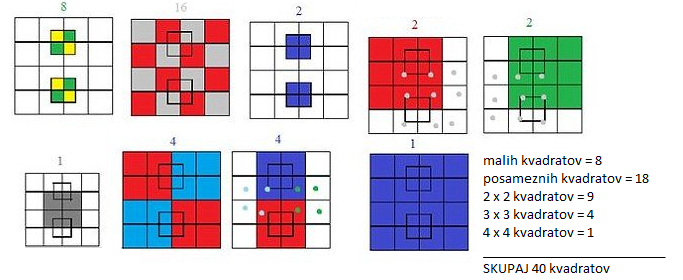 8
16
2
2
2
1
4
4
1
malih kvadratov = 8
posameznih kvadratov = 18
2 x 2 kvadratov = 9
3 x 3 kvadratov = 4
4 x 4 kvadratov = 1
SKUPAJ 40 kvadratov